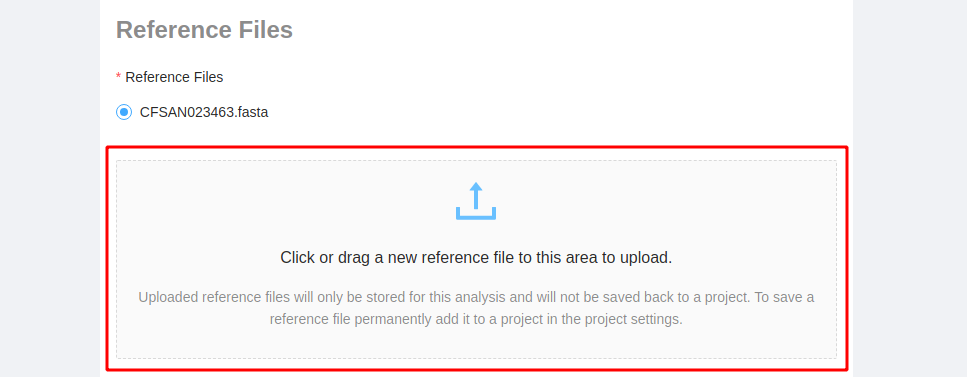 Reference Files
* Reference Files
CFSAN023463.fasta
Click or drag a new reference file to this area to upload.
Uploaded reference files will only be stored for this analysis and will not be saved back to a project. To save a
reference file permanently add it to a project in the project settings.